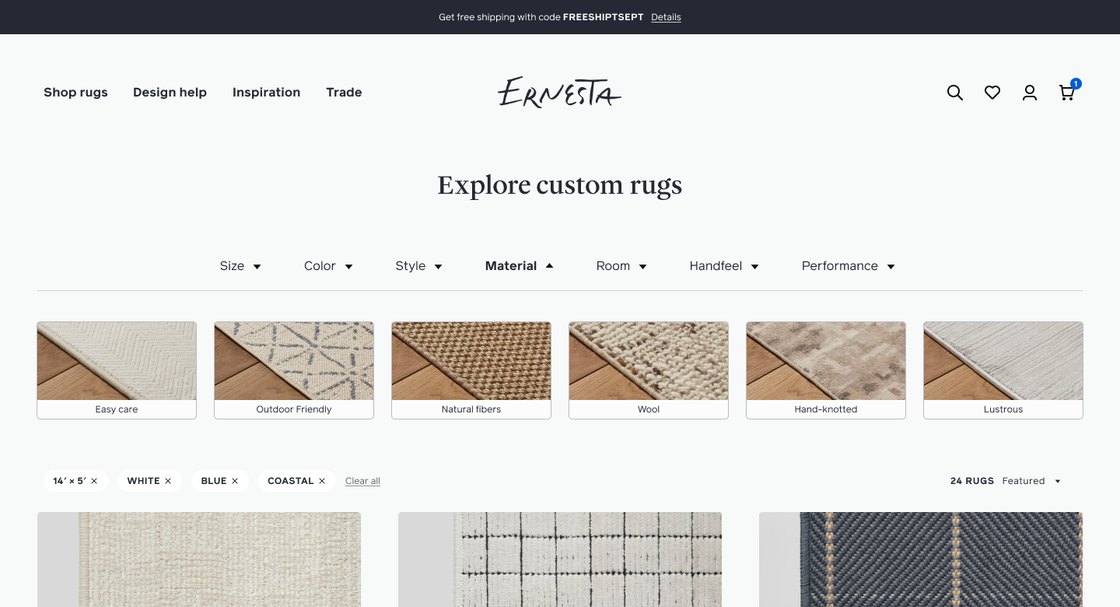 Get free shipping with code FREESHIPTSEPT Details
Shop rugs Design help Inspiration Trade ERNESTA 1
Explore custom rugs
Size Color Style Material Room Handfeel Performance
Easy care Outdoor Friendly Natural fibers Wool Hand-knotted Lustrous
14′ × 5′ × WHITE × BLUE × COASTAL × Clear all 24 RUGS Featured